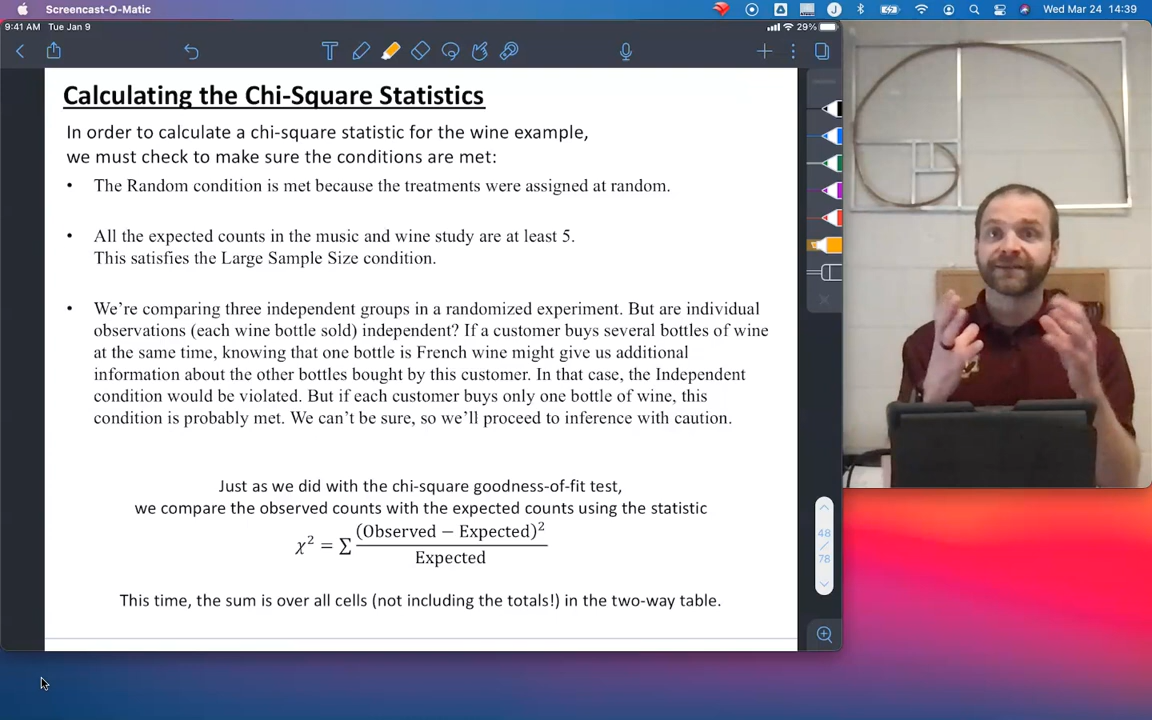 Screencast-O-Matic
Wed Mar 24 14:39
9:41 AM Tue Jan 9
29%
Calculating the Chi-Square Statistics
In order to calculate a chi-square statistic for the wine example,
we must check to make sure the conditions are met:
• The Random condition is met because the treatments were assigned at random.
• All the expected counts in the music and wine study are at least 5.
This satisfies the Large Sample Size condition.
• We’re comparing three independent groups in a randomized experiment. But are individual
observations (each wine bottle sold) independent? If a customer buys several bottles of wine
at the same time, knowing that one bottle is French wine might give us additional
information about the other bottles bought by this customer. In that case, the Independent
condition would be violated. But if each customer buys only one bottle of wine, this
condition is probably met. We can’t be sure, so we’ll proceed to inference with caution.
Just as we did with the chi-square goodness-of-fit test,
we compare the observed counts with the expected counts using the statistic
χ² = Σ (Observed − Expected)² / Expected
This time, the sum is over all cells (not including the totals!) in the two-way table.
48
/
78